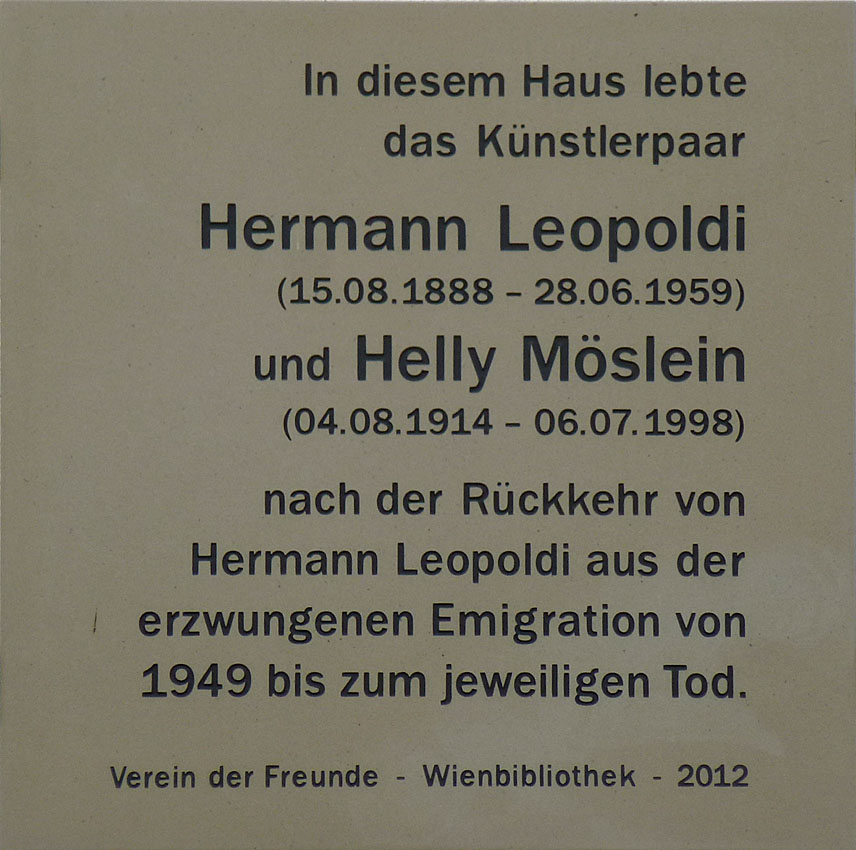 In diesem Haus lebte
das Künstlerpaar
Hermann Leopoldi
(15.08.1888 – 28.06.1959)
und Helly Möslein
(04.08.1914 – 06.07.1998)
nach der Rückkehr von
Hermann Leopoldi aus der
erzwungenen Emigration von
1949 bis zum jeweiligen Tod.
Verein der Freunde - Wienbibliothek - 2012